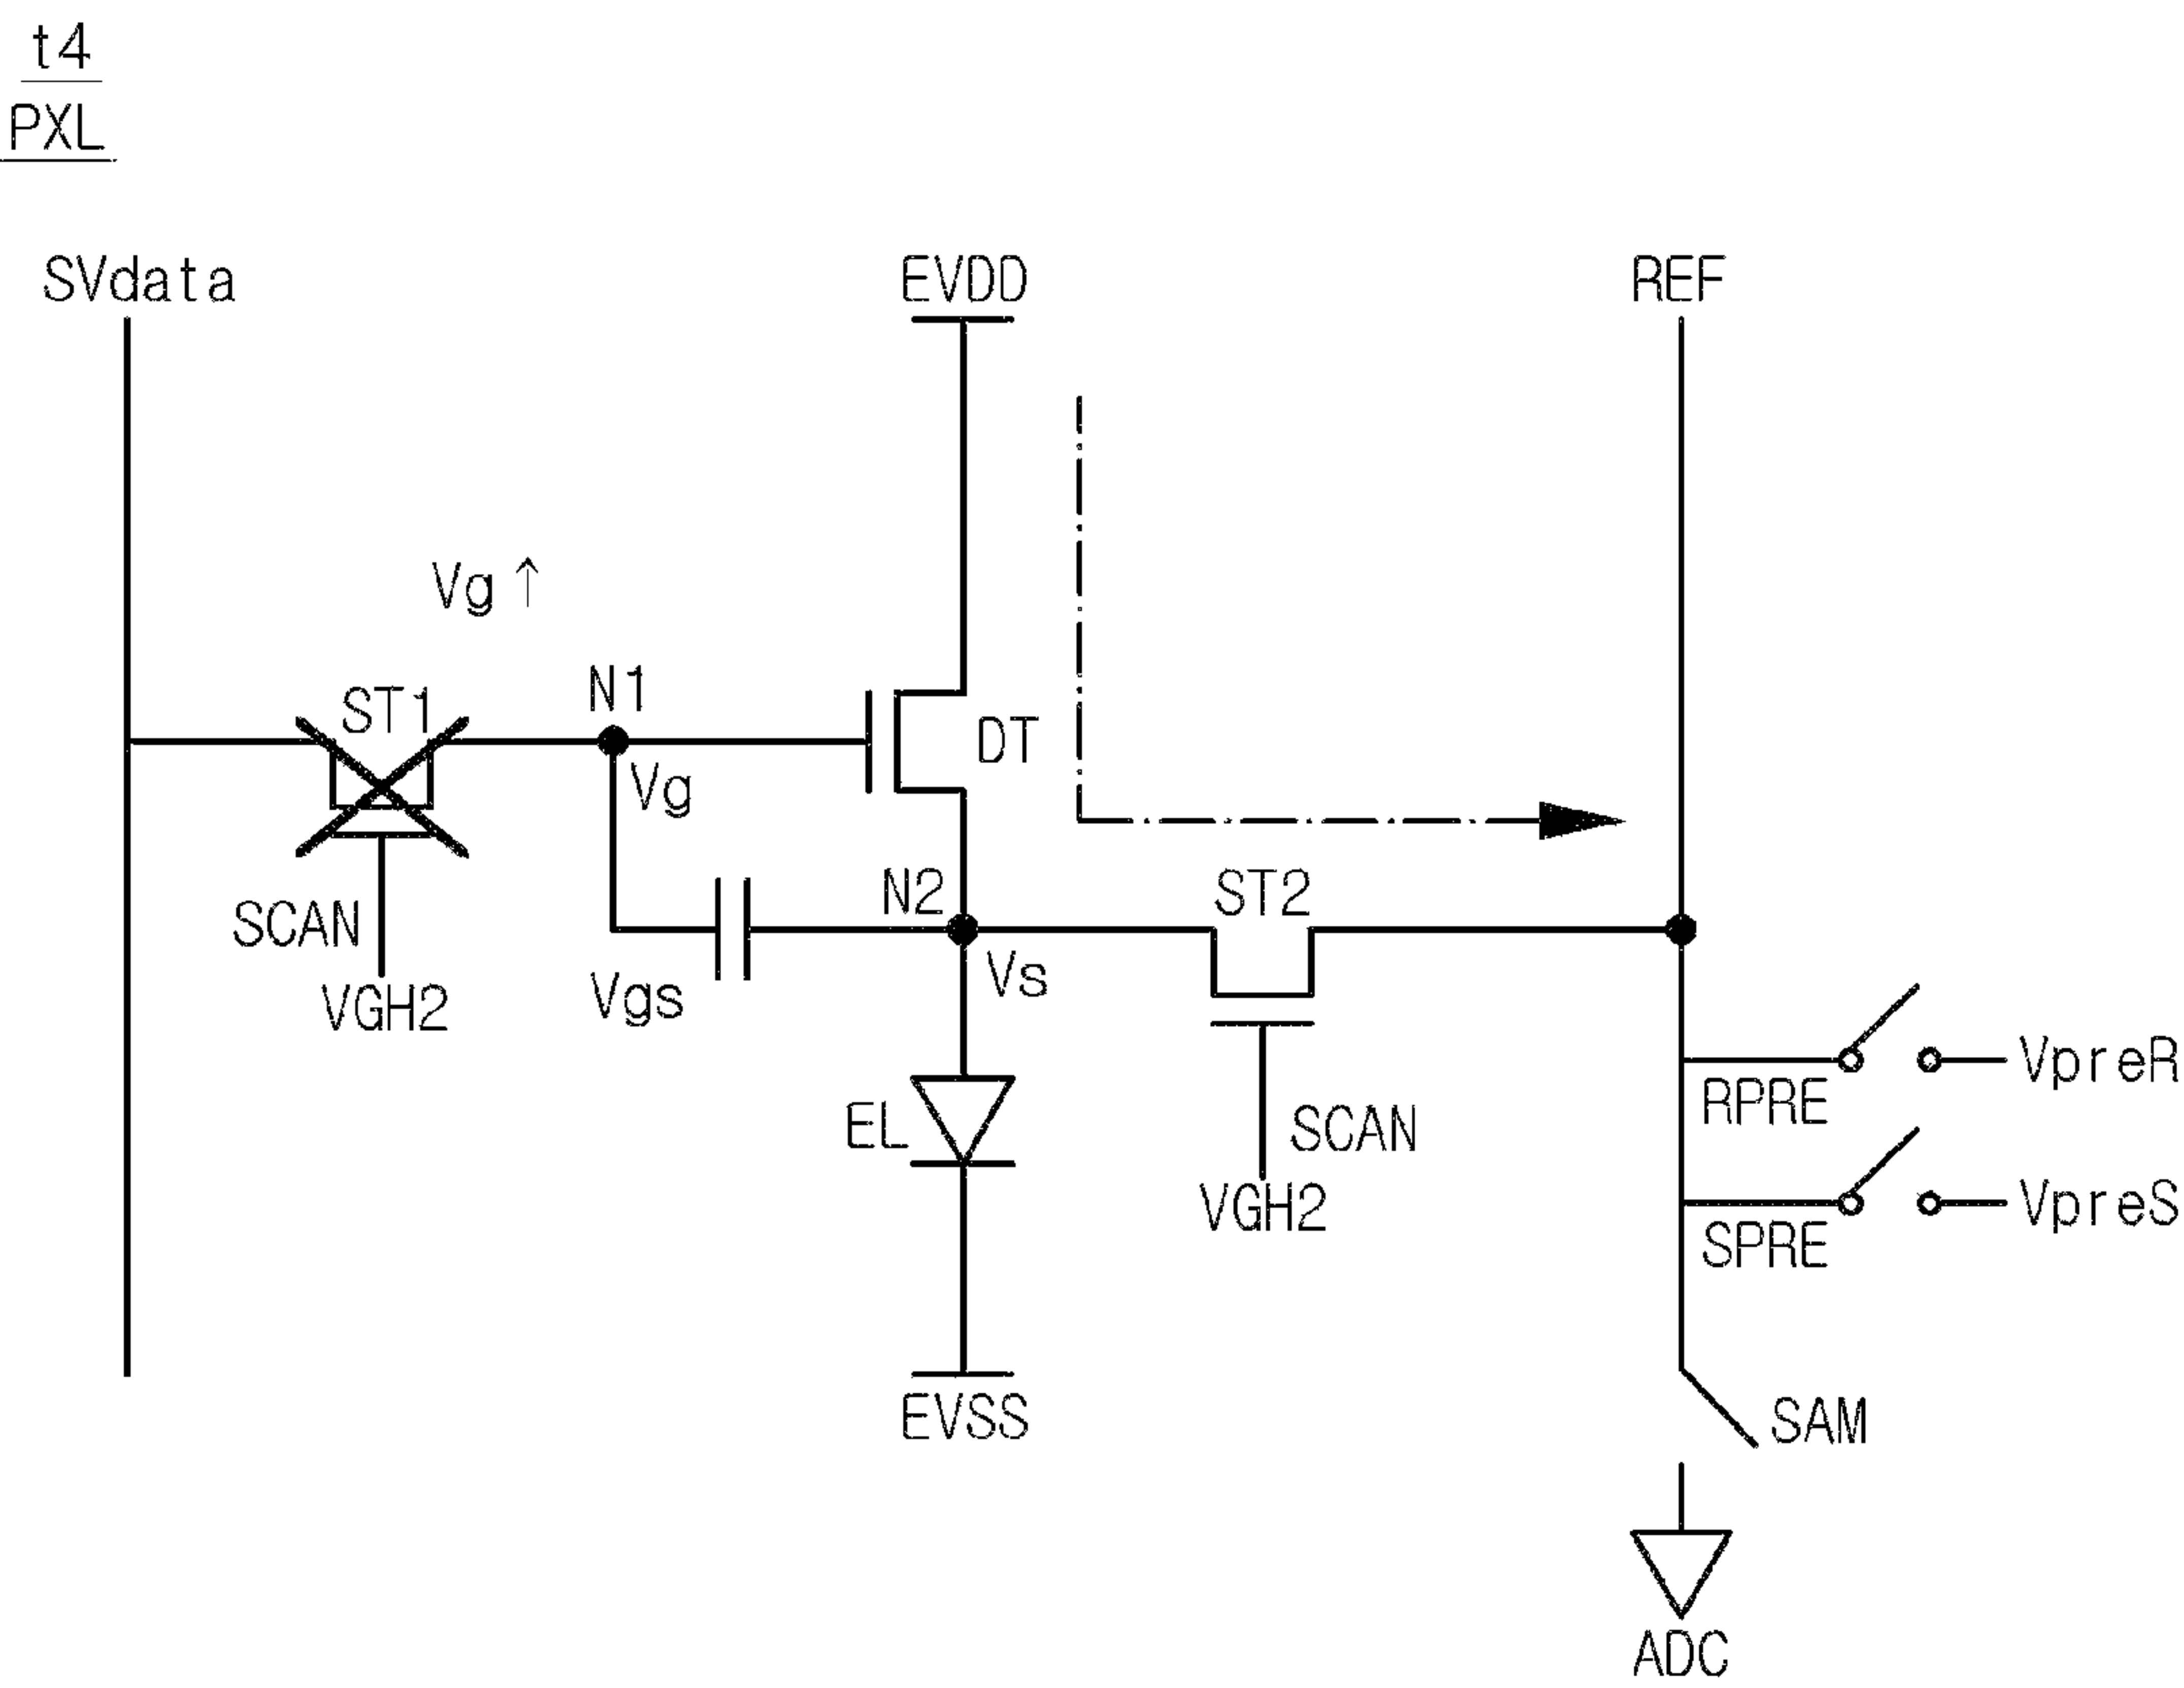 t4
PXL
SVdata
EVDD
REF
Vg↑
ST1
N1
DT
Vg
N2
ST2
SCAN
Vgs
Vs
VGH2
VpreR
RPRE
EL
SCAN
VGH2
VpreS
SPRE
EVSS
SAM
ADC